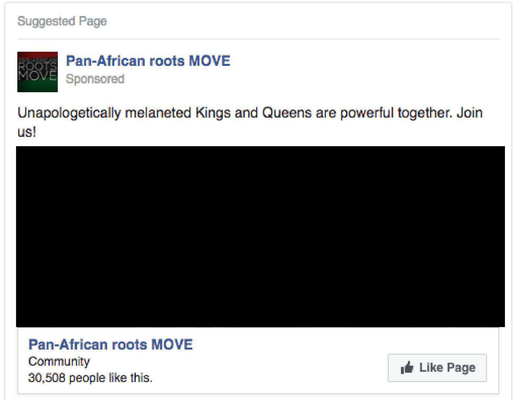 Suggested Page
ROOTS
MOVE
Pan-African roots MOVE
Sponsored
Unapologetically melaneted Kings and Queens are powerful together. Join
us!
Pan-African roots MOVE
Community
30,508 people like this.
Like Page